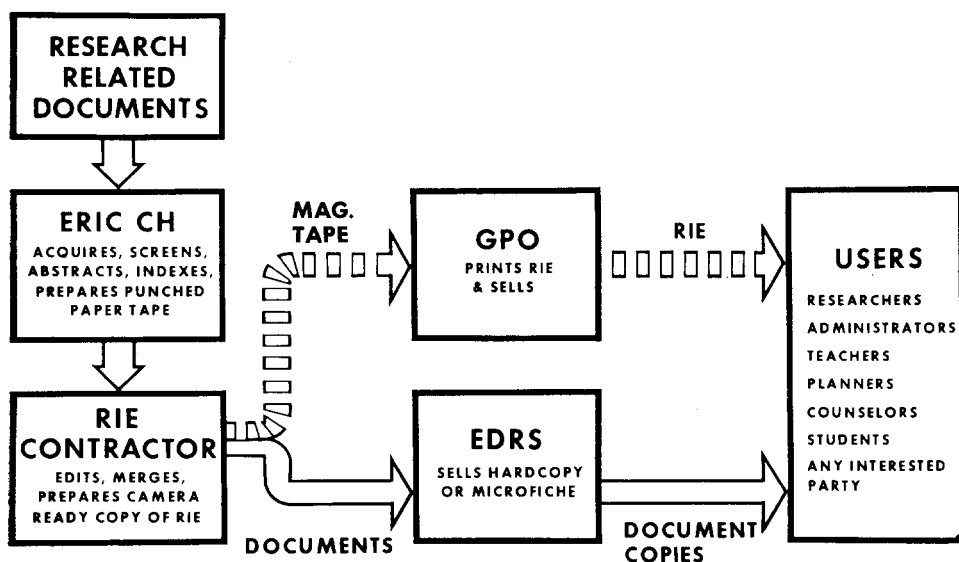 RESEARCH
RELATED
DOCUMENTS
ERIC CH
ACQUIRES, SCREENS,
ABSTRACTS, INDEXES,
PREPARES PUNCHED
PAPER TAPE
RIE
CONTRACTOR
EDITS, MERGES,
PREPARES CAMERA
READY COPY OF RIE
MAG.
TAPE
GPO
PRINTS RIE
& SELLS
RIE
DOCUMENTS
EDRS
SELLS HARDCOPY
OR MICROFICHE
DOCUMENT
COPIES
USERS
RESEARCHERS
ADMINISTRATORS
TEACHERS
PLANNERS
COUNSELORS
STUDENTS
ANY INTERESTED
PARTY